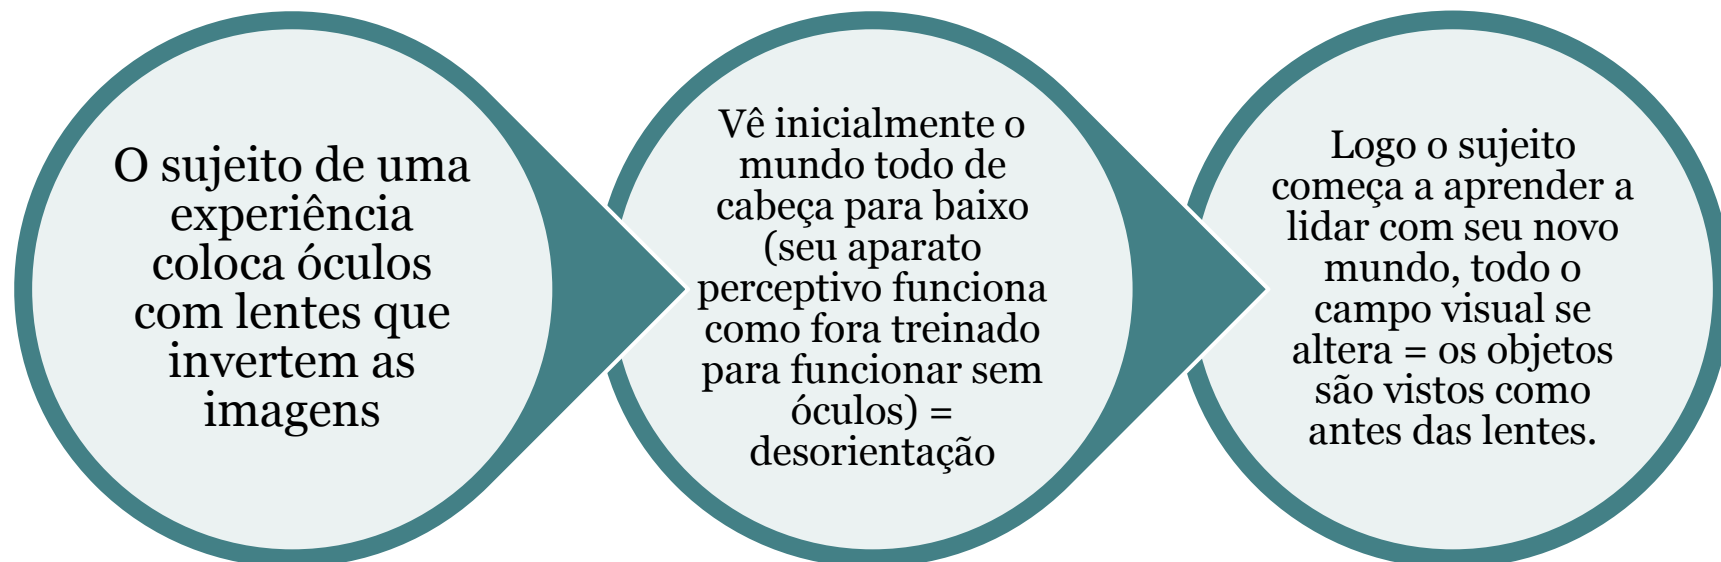 O sujeito de uma
experiência
coloca óculos
com lentes que
invertem as
imagens
Vê inicialmente o
mundo todo de
cabeça para baixo
(seu aparato
perceptivo funciona
como fora treinado
para funcionar sem
óculos) =
desorientação
Logo o sujeito
começa a aprender a
lidar com seu novo
mundo, todo o
campo visual se
altera = os objetos
são vistos como
antes das lentes.